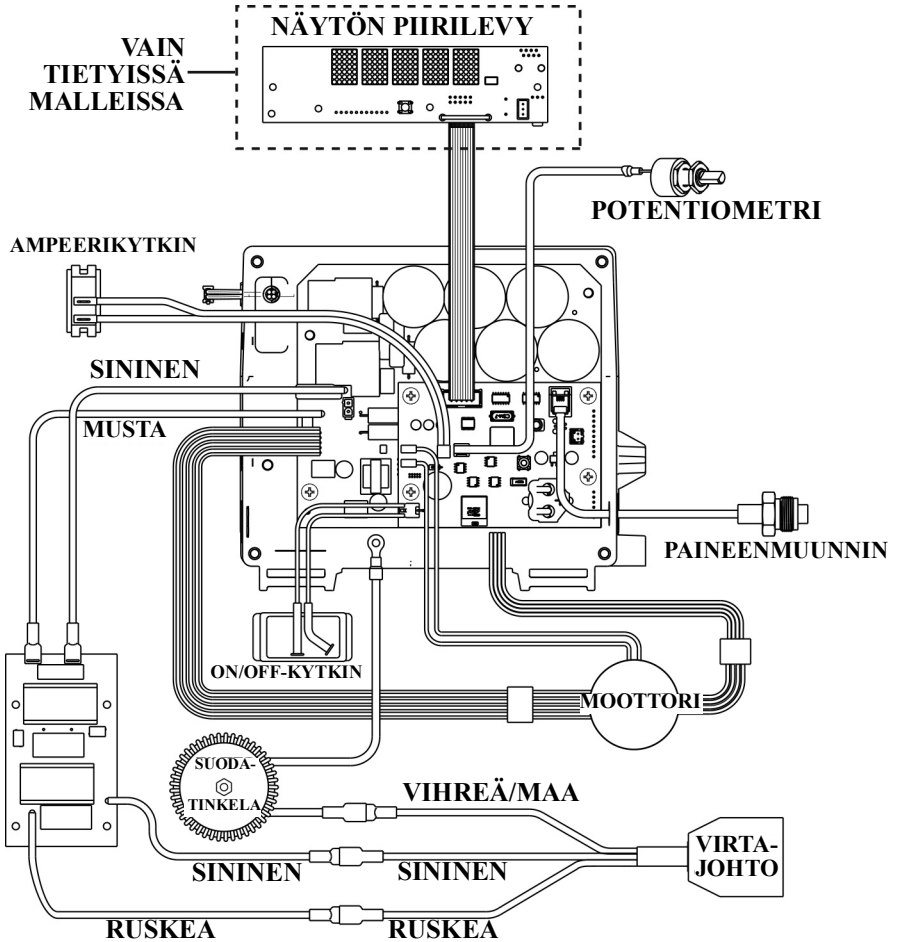 NÄYTÖN PIIRILEVY
VAIN
TIETYISSÄ
MALLEISSA
POTENTIOMETRI
AMPEERIKYTKIN
SININEN
MUSTA
PAINEENMUUNNIN
ON/OFF-KYTKIN
MOOTTORI
SUODA-
TINKELA
VIHREÄ/MAA
VIRTA-
JOHTO
SININEN
SININEN
RUSKEA
RUSKEA